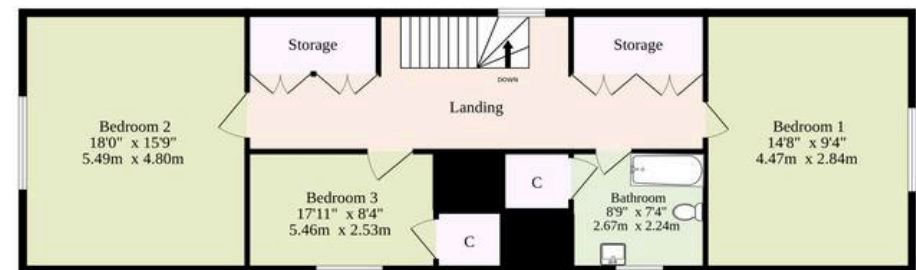 Storage
Storage
DOWN
Landing
Bedroom 2
18'0" x 15'9"
5.49m x 4.80m
Bedroom 1
14'8" x 9'4"
4.47m x 2.84m
Bedroom 3
17'11" x 8'4"
5.46m x 2.53m
C
C
Bathroom
8'9" x 7'4"
2.67m x 2.24m